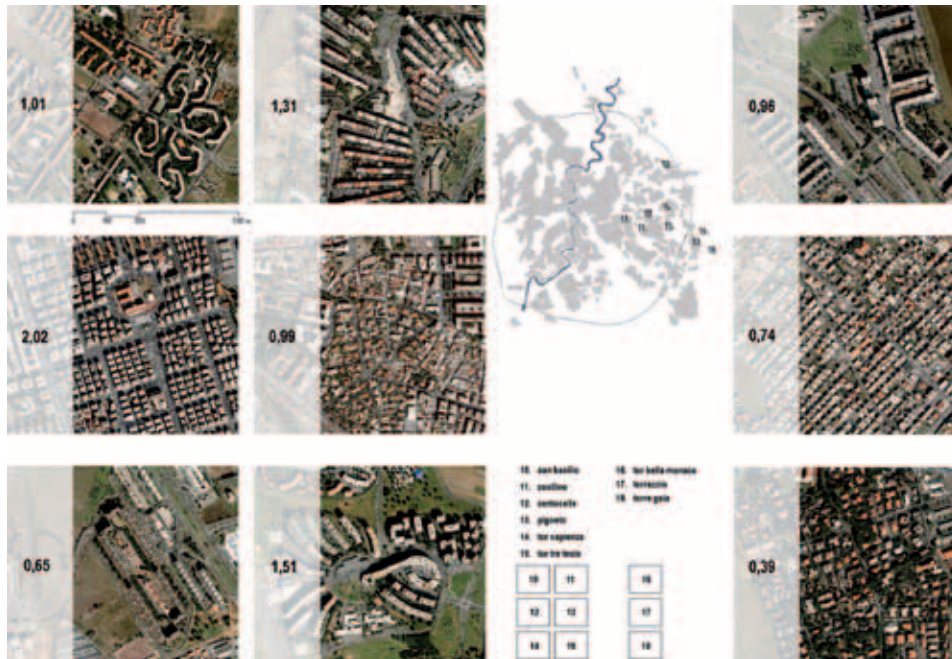 1,01
1,31
0,96
2.02
0.99
0,74
0,65
1,51
0,39
10. san basilio
11. casilino
12. centocelle
13. pigneto
14. tor sapienza
15. tor tre teste
16. tor bella monaca
17.
18. torre gaia
10 11 16
12 13 17
14 15 18